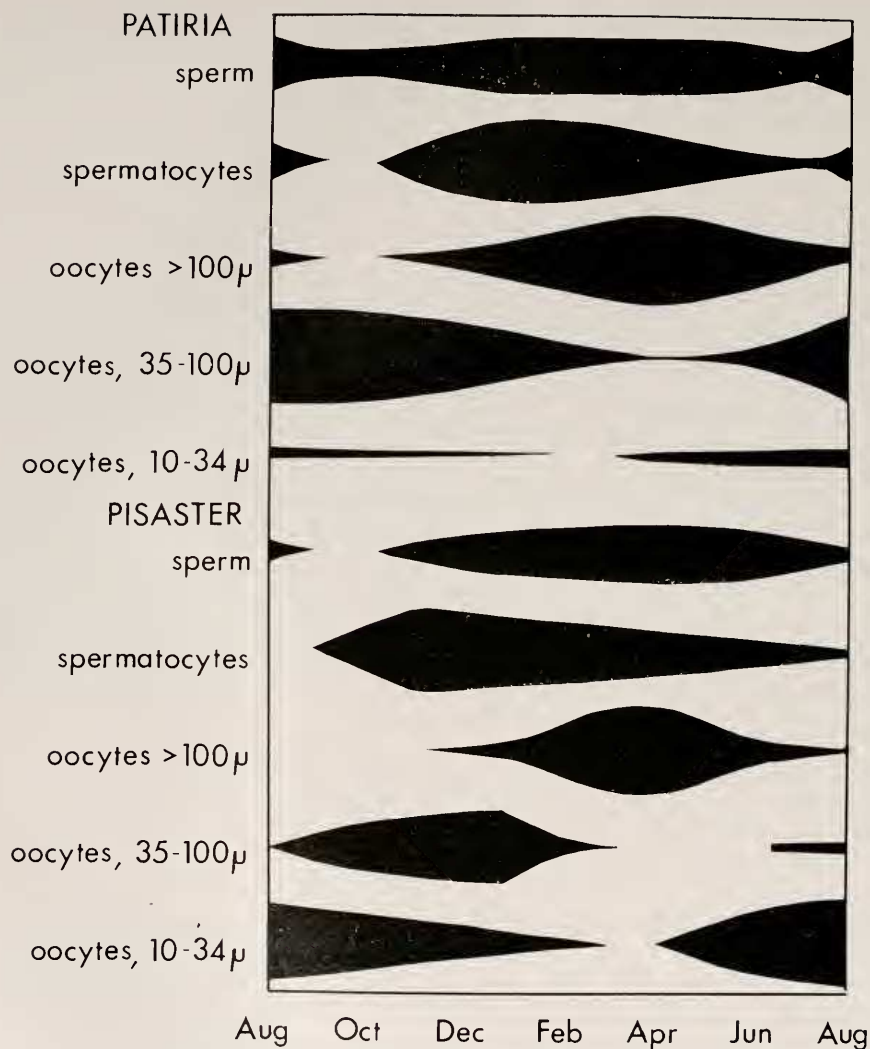 PATIRIA
sperm
spermatocytes
oocytes >100µ
oocytes, 35-100µ
oocytes, 10-34µ
PISASTER
sperm
spermatocytes
oocytes >100µ
oocytes, 35-100µ
oocytes, 10-34µ
Aug Oct Dec Feb Apr Jun Aug